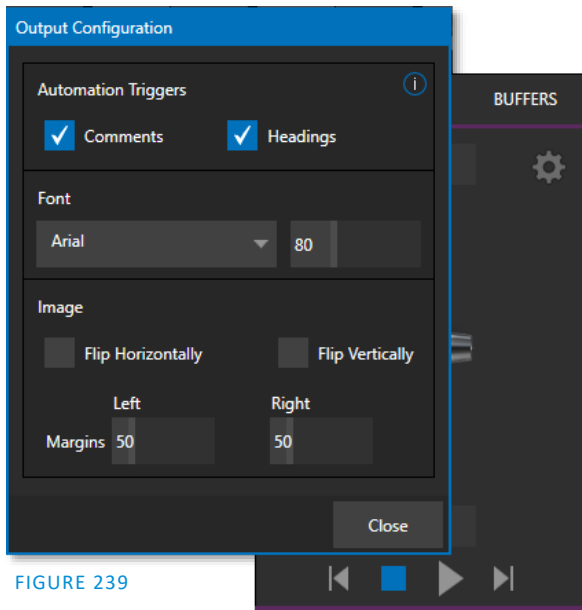 Output Configuration
Automation Triggers
Comments Headings
Font
Arial 80
Image
Flip Horizontally Flip Vertically
Left Right
Margins 50 50
Close
BUFFERS
FIGURE 239